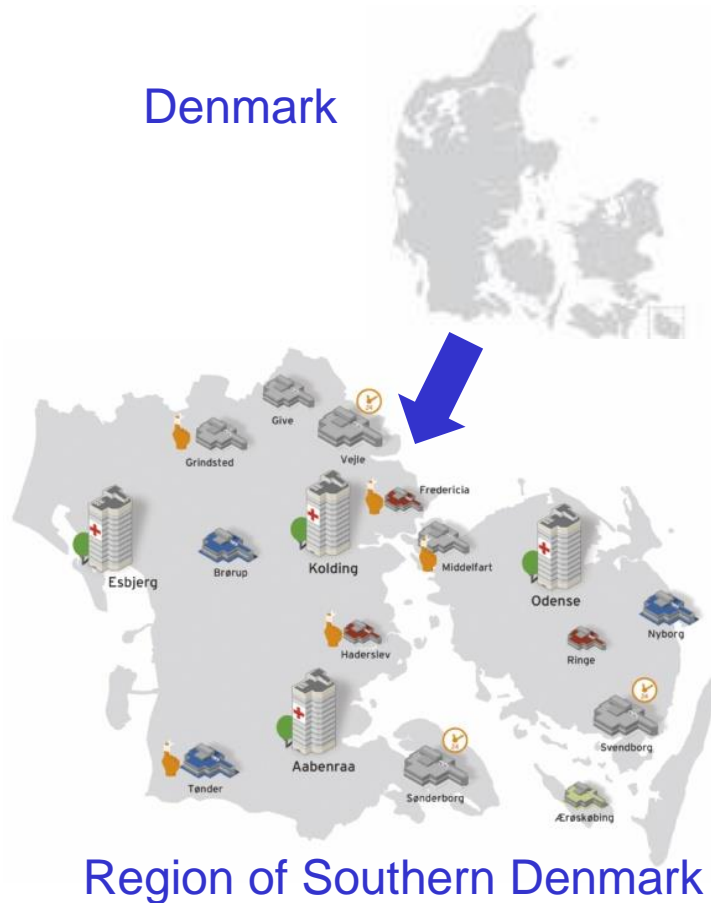 Denmark
Give
Grindsted
Vejle
Fredericia
Esbjerg
Brørup
Kolding
Middelfart
Odense
Nyborg
Haderslev
Ringe
Svendborg
Aabenraa
Tønder
Sønderborg
Ærøskøbing
Region of Southern Denmark